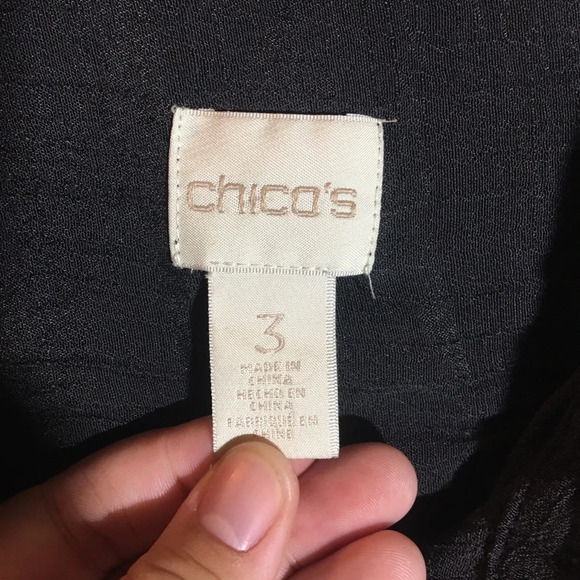 chico's
3
MADE IN
CHINA
HECHO EN
CHINA
FABRIQUÉ EN
CHINE